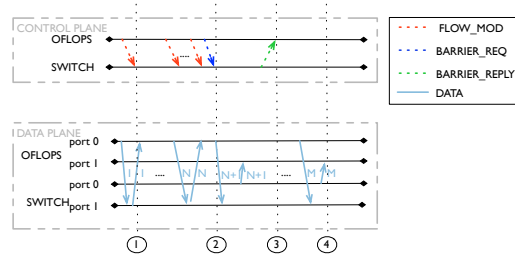 CONTROL PLANE
OFLOPS
....
SWITCH
FLOW_MOD
BARRIER_REQ
BARRIER_REPLY
DATA
DATA PLANE
port 0
OFLOPS
port 1
1 1 .... N N N+1 N+1 .... M M
port 0
SWITCH port 1
1 2 3 4